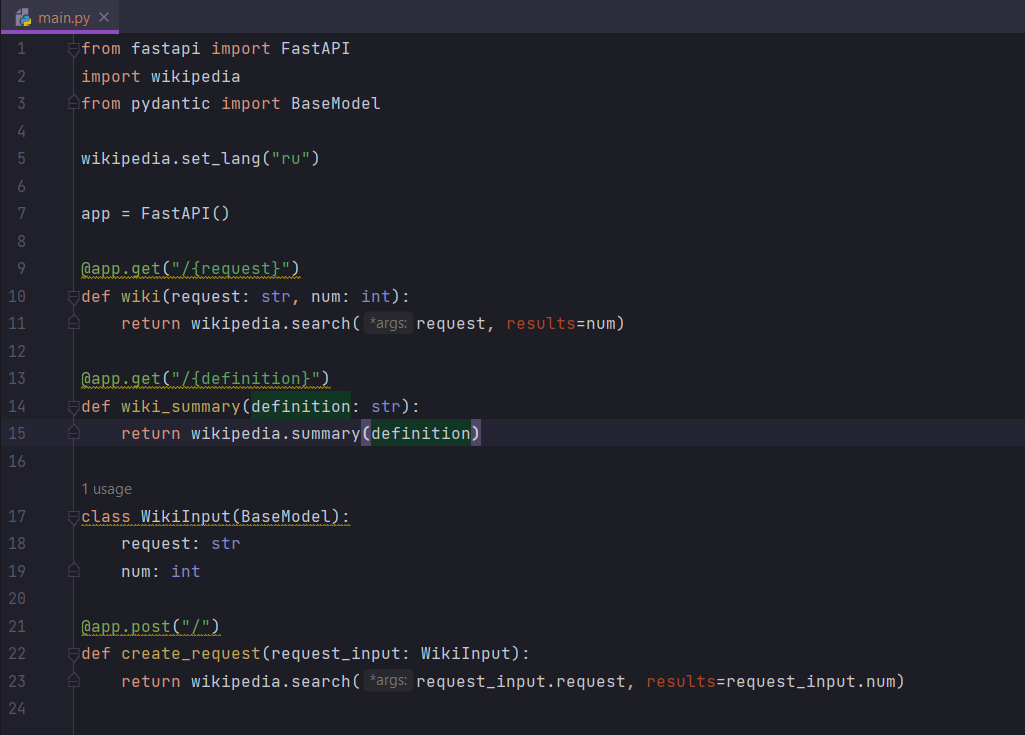 main.py
1 from fastapi import FastAPI
2 import wikipedia
3 from pydantic import BaseModel
4
5 wikipedia.set_lang("ru")
6
7 app = FastAPI()
8
9 @app.get("/{request}")
10 def wiki(request: str, num: int):
11     return wikipedia.search( *args: request, results=num)
12
13 @app.get("/{definition}")
14 def wiki_summary(definition: str):
15     return wikipedia.summary(definition)
16
1 usage
17 class WikiInput(BaseModel):
18     request: str
19     num: int
20
21 @app.post("/")
22 def create_request(request_input: WikiInput):
23     return wikipedia.search( *args: request_input.request, results=request_input.num)
24